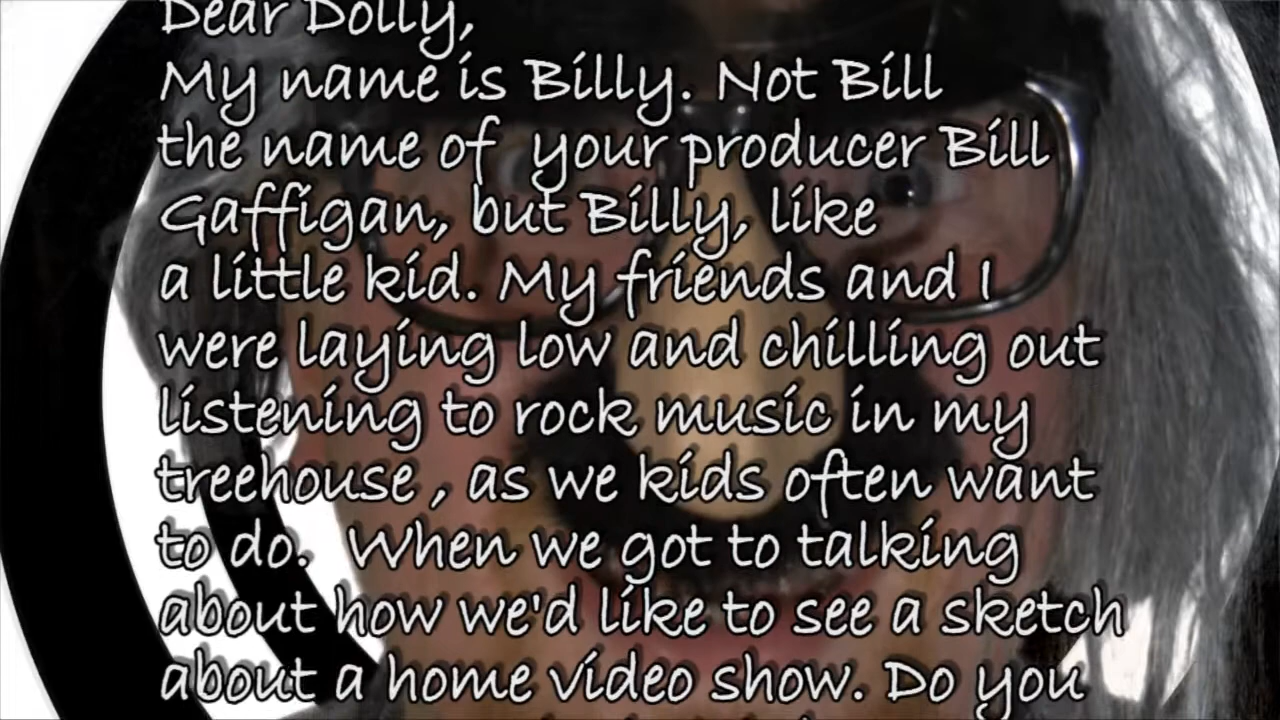 Dear Dolly,
My name is Billy. Not Bill
the name of your producer Bill
Gaffigan, but Billy, like
a little kid. My friends and I
were laying low and chilling out
listening to rock music in my
treehouse , as we kids often want
to do. When we got to talking
about how we'd like to see a sketch
about a home video show. Do you